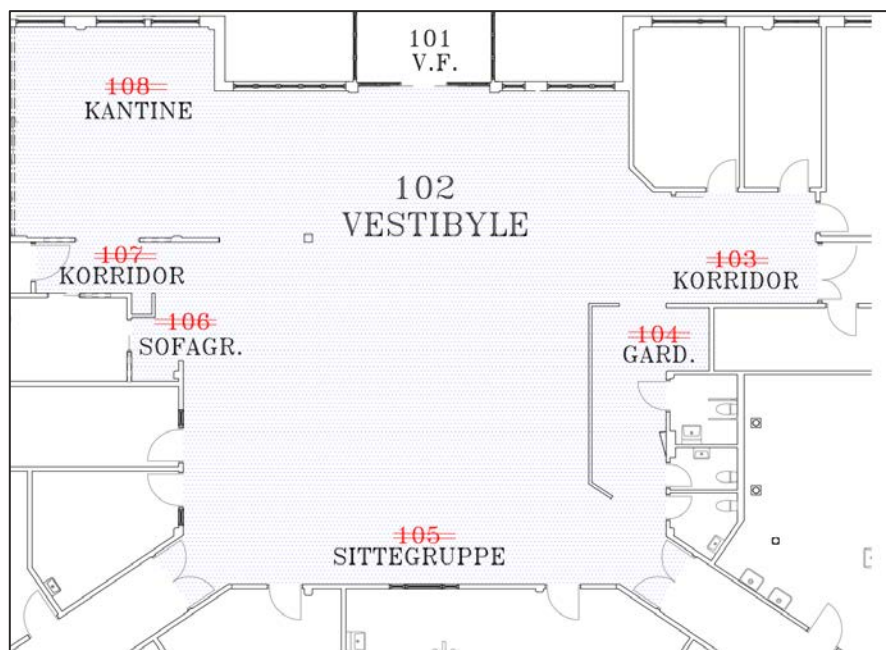 101
V.F.
108
KANTINE
102
VESTIBYLE
107
KORRIDOR
103
KORRIDOR
106
SOFAGR.
104
GARD.
105
SITTEGRUPPE